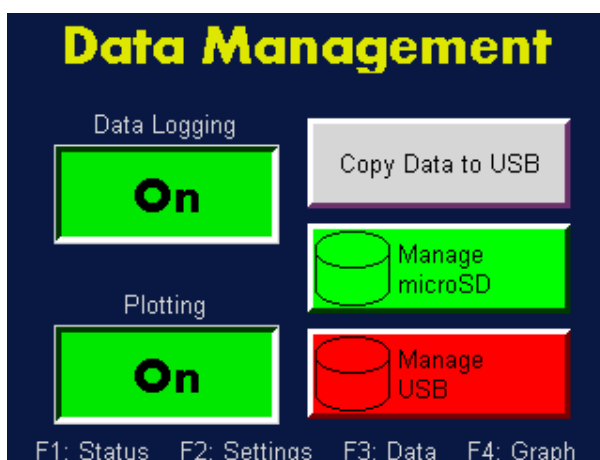 Data Management
Data Logging
On
Copy Data to USB
Manage
microSD
Plotting
On
Manage
USB
F1: Status F2: Settings F3: Data F4: Graph